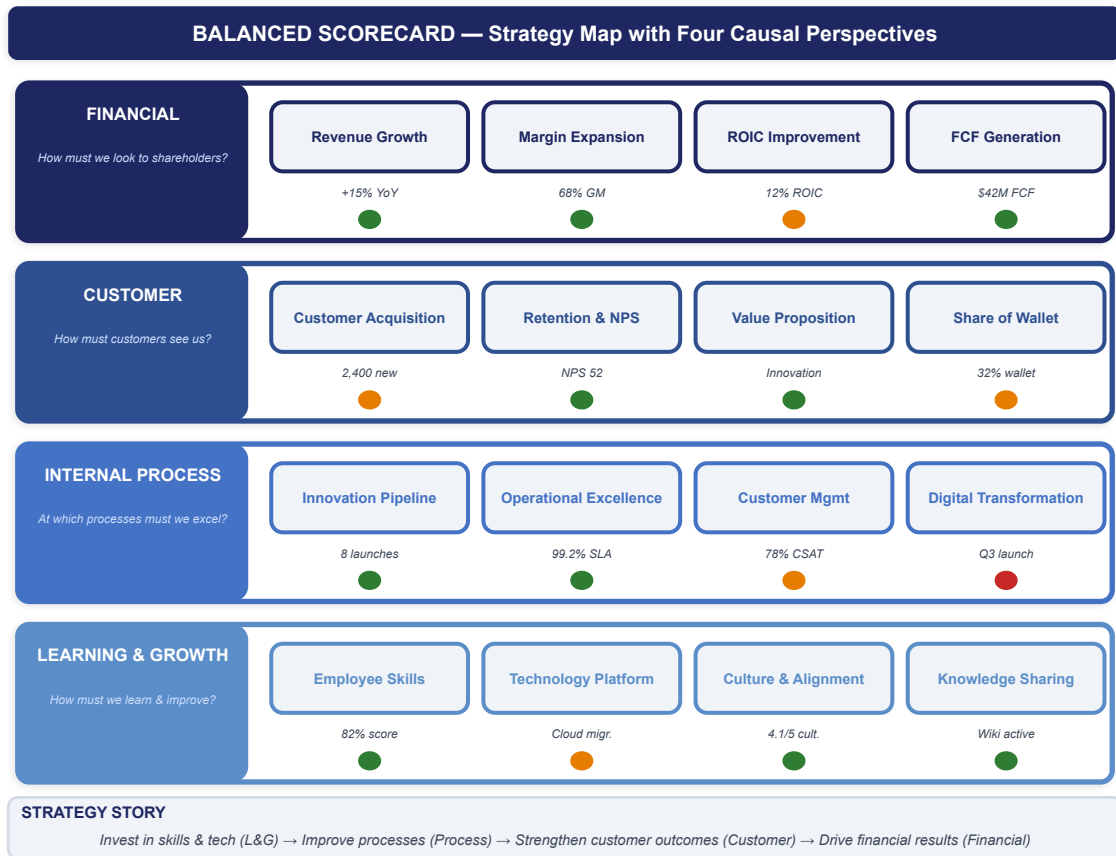 BALANCED SCORECARD — Strategy Map with Four Causal Perspectives
FINANCIAL
How must we look to shareholders?
Revenue Growth
Margin Expansion
ROIC Improvement
FCF Generation
+15% YoY
68% GM
12% ROIC
$42M FCF
CUSTOMER
How must customers see us?
Customer Acquisition
Retention & NPS
Value Proposition
Share of Wallet
2,400 new
NPS 52
Innovation
32% wallet
INTERNAL PROCESS
At which processes must we excel?
Innovation Pipeline
Operational Excellence
Customer Mgmt
Digital Transformation
8 launches
99.2% SLA
78% CSAT
Q3 launch
LEARNING & GROWTH
How must we learn & improve?
Employee Skills
Technology Platform
Culture & Alignment
Knowledge Sharing
82% score
Cloud migr.
4.1/5 cult.
Wiki active
STRATEGY STORY
Invest in skills & tech (L&G) → Improve processes (Process) → Strengthen customer outcomes (Customer) → Drive financial results (Financial)